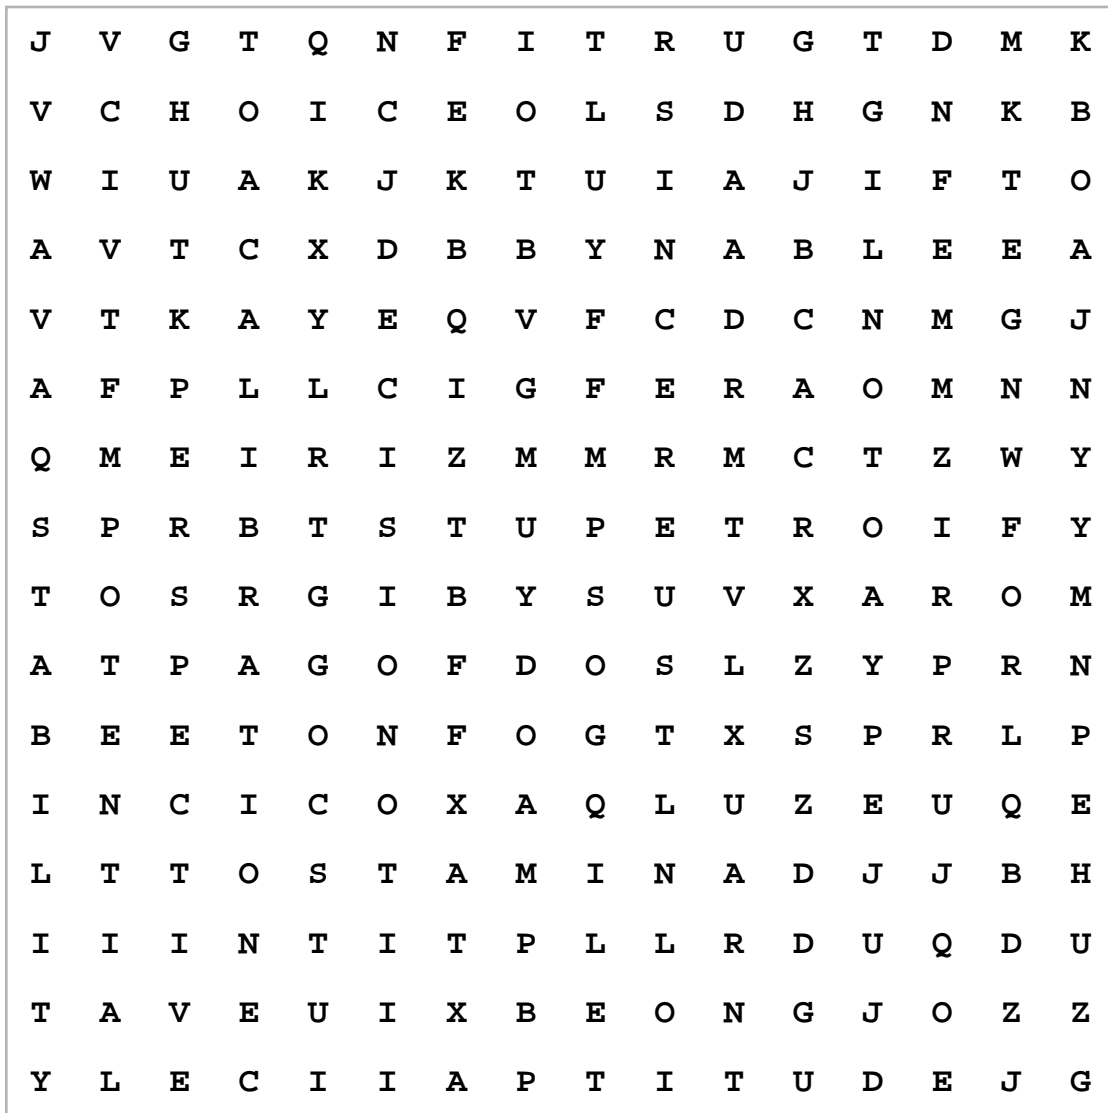 J V G T Q N F I T R U G T D M K
V C H O I C E O L S D H G N K B
W I U A K J K T U I A J I F T O
A V T C X D B B Y N A B L E E A
V T K A Y E Q V F C D C N M G J
A F P L L C I G F E R A O M N N
Q M E I R I Z M M R M C T Z W Y
S P R B T S T U P E T R O I F Y
T O S R G I B Y S U V X A R O M
A T P A G O F D O S L Z Y P R N
B E E T O N F O G T X S P R L P
I N C I C O X A Q L U Z E U Q E
L T T O S T A M I N A D J J B H
I I I N T I T P L L R D U Q D U
T A V E U I X B E O N G J O Z Z
Y L E C I I A P T I T U D E J G